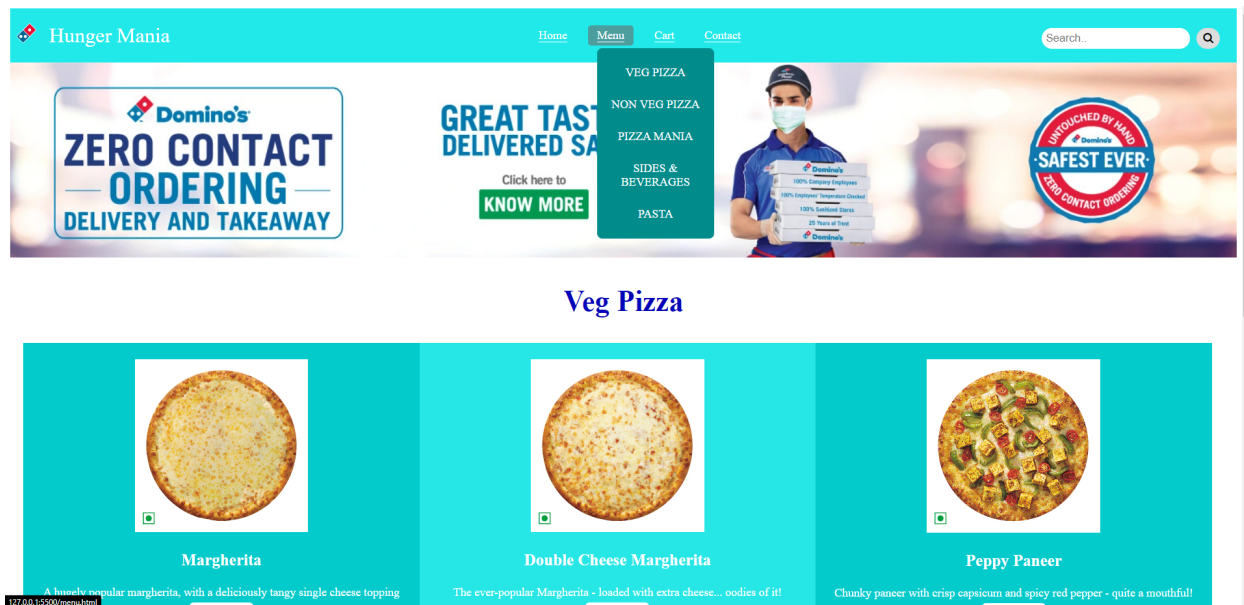 Hunger Mania
Home Menu Cart Contact
Search..
VEG PIZZA
NON VEG PIZZA
PIZZA MANIA
SIDES &
BEVERAGES
PASTA
Domino's
ZERO CONTACT
ORDERING
DELIVERY AND TAKEAWAY
GREAT TAS
DELIVERED SA
Click here to
KNOW MORE
Domino's
100% Company Employees
100% Employees' Temperature Checked
100% Sanitized Stores
25 Years of Trust
Domino's
UNTOUCHED BY HAND
Domino's
SAFEST EVER
ZERO CONTACT ORDERING
Veg Pizza
Margherita
A hugely popular margherita, with a deliciously tangy single cheese topping
Double Cheese Margherita
The ever-popular Margherita - loaded with extra cheese... oodies of it!
Peppy Paneer
Chunky paneer with crisp capsicum and spicy red pepper - quite a mouthful!
127.0.0.1:5500/menu.html